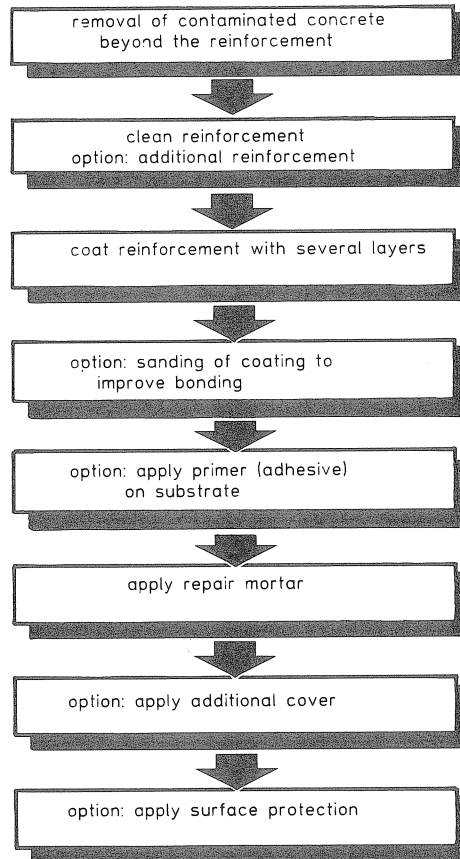 removal of contaminated concrete
beyond the reinforcement
clean reinforcement
option: additional reinforcement
coat reinforcement with several layers
option: sanding of coating to
improve bonding
option: apply primer (adhesive)
on substrate
apply repair mortar
option: apply additional cover
option: apply surface protection